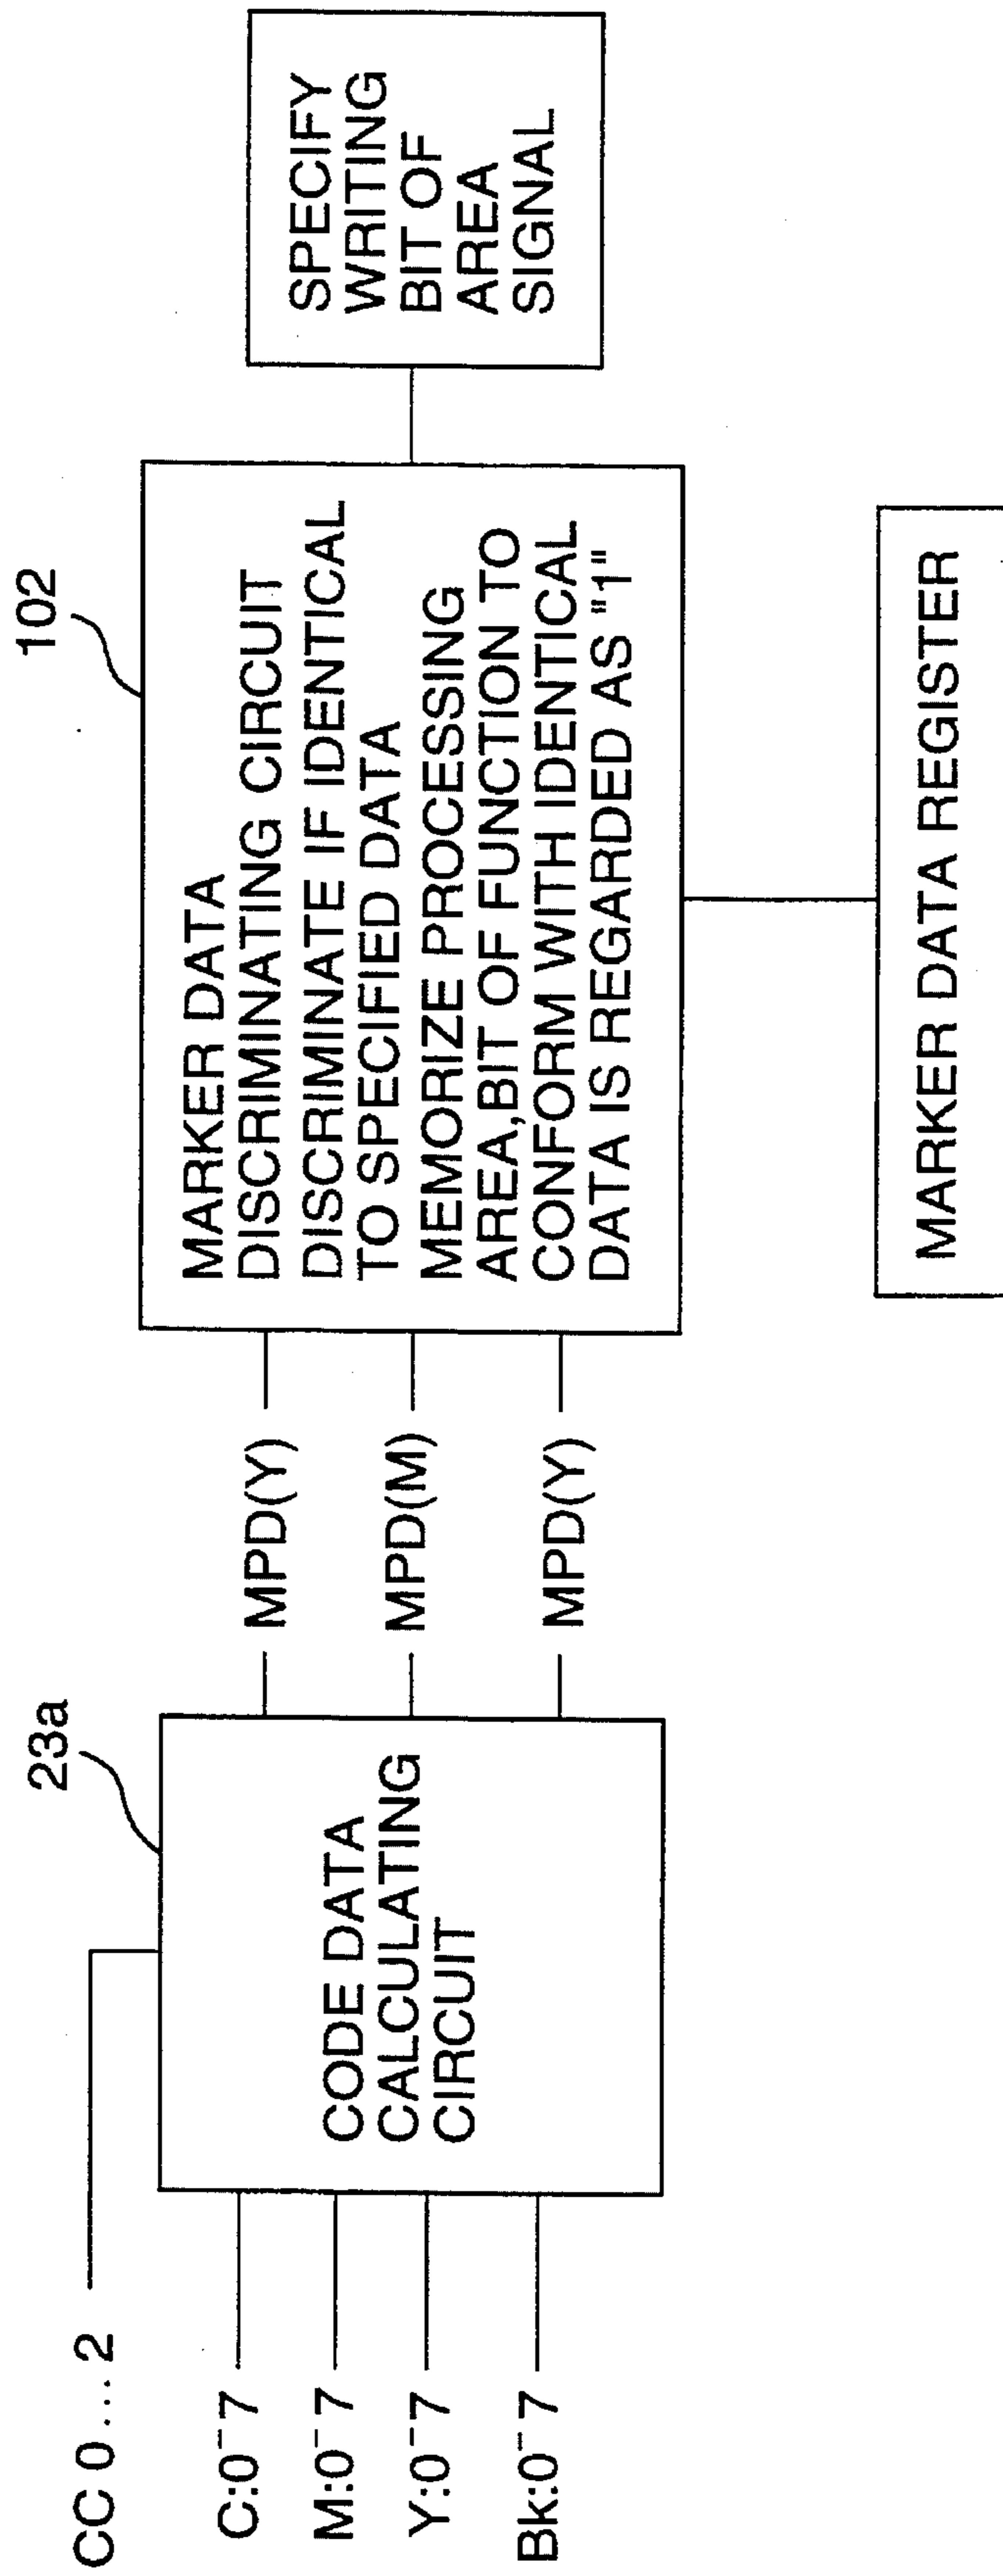 CC 0 ... 2
C:0‾7
M:0‾7
Y:0‾7
Bk:0‾7
23a
CODE DATA
CALCULATING
CIRCUIT
MPD(Y)
MPD(M)
MPD(Y)
102
MARKER DATA
DISCRIMINATING CIRCUIT
DISCRIMINATE IF IDENTICAL
TO SPECIFIED DATA
MEMORIZE PROCESSING
AREA,BIT OF FUNCTION TO
CONFORM WITH IDENTICAL
DATA IS REGARDED AS "1"
SPECIFY
WRITING
BIT OF
AREA
SIGNAL
MARKER DATA REGISTER